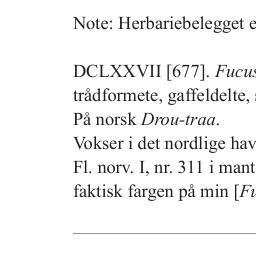 Note: Herbariebelegget e
DCLXXVII [677]. Fucus
trådformete, gaffeldelte,
På norsk Drou-traa.
Vokser i det nordlige hav
Fl. norv. I, nr. 311 i mant
faktisk fargen på min [Fu